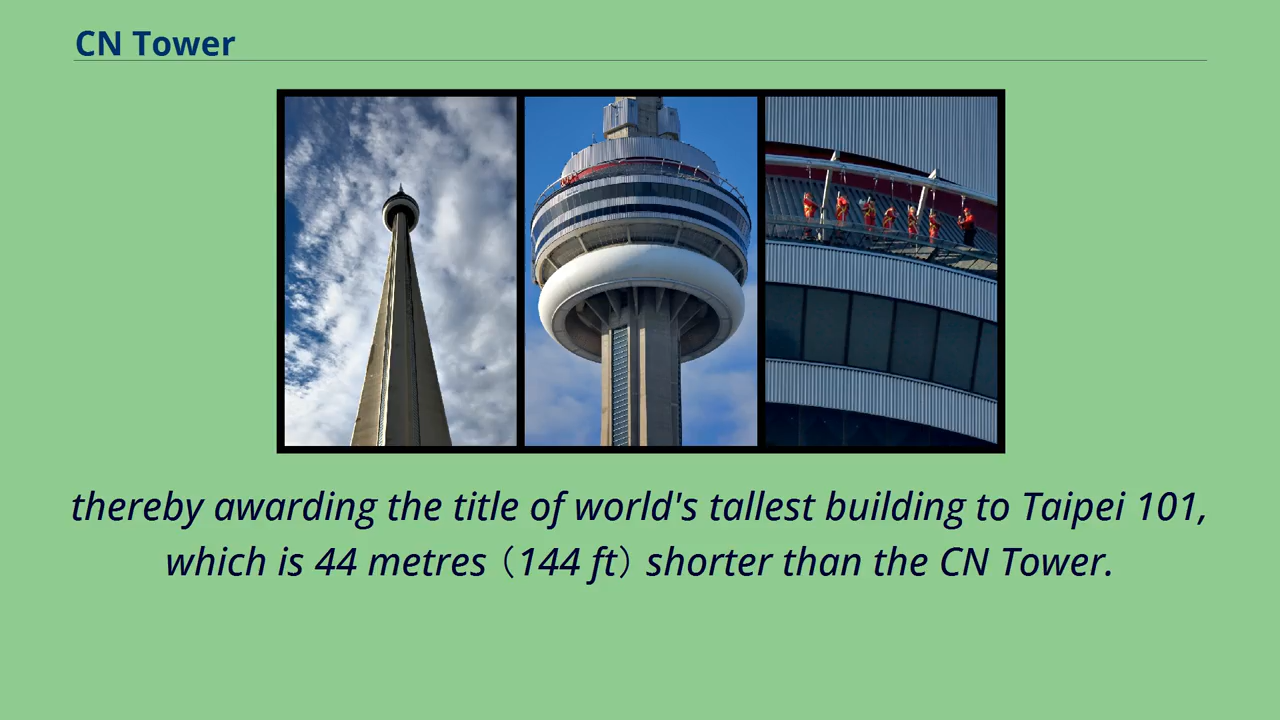 CN Tower
thereby awarding the title of world's tallest building to Taipei 101,
which is 44 metres（144 ft）shorter than the CN Tower.